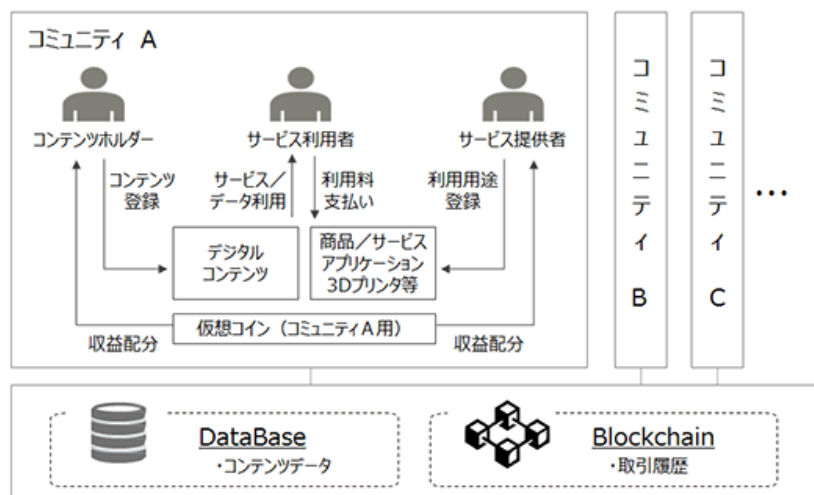 コミュニティ A
コンテンツホルダー
サービス利用者
サービス提供者
コンテンツ
登録
サービス／
データ利用
利用料
支払い
利用用途
登録
デジタル
コンテンツ
商品／サービス
アプリケーション
3Dプリンタ等
仮想コイン（コミュニティA用）
収益配分
収益配分
コミュニティ B
コミュニティ C
…
DataBase
・コンテンツデータ
Blockchain
・取引履歴